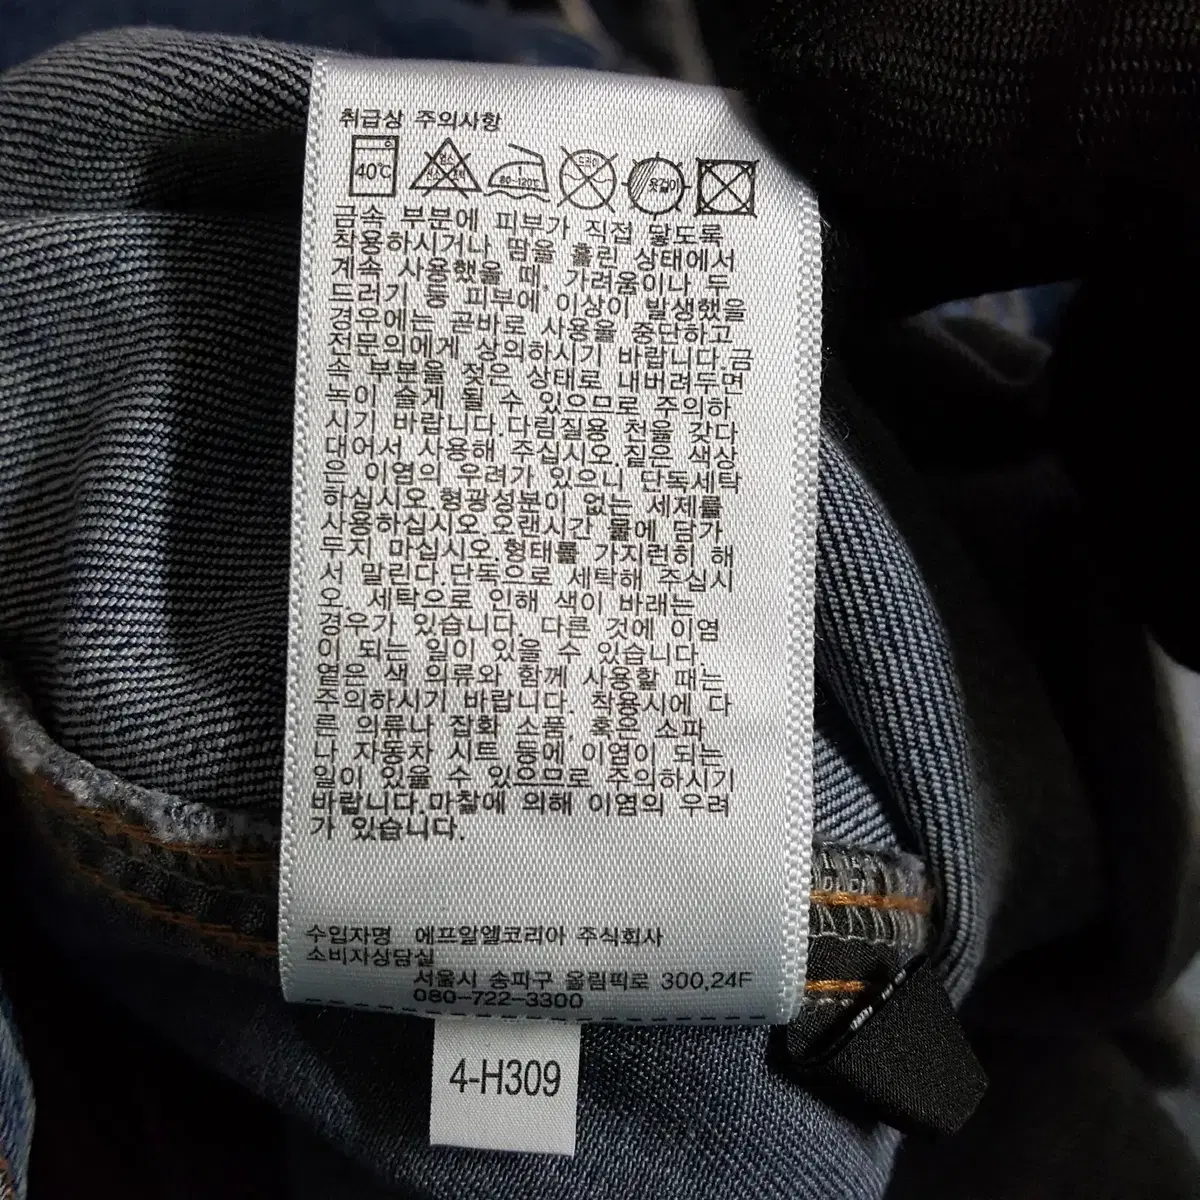 취급상 주의사항
40℃ 염소 80~120℃ 드라이 옷걸이
금속 부분에 피부가 직접 닿도록
착용하시거나 땀을 흘린 상태에서
계속 사용했을 때, 가려움이나 두
드러기 등 피부에 이상이 발생했을
경우에는 곧바로 사용을 중단하고
전문의에게 상의하시기 바랍니다.금
속 부분을 젖은 상태로 내버려두면
녹이 슬게 될 수 있으므로 주의하
시기 바랍니다.다림질용 천을 갖다
대어서 사용해 주십시오.짙은 색상
은 이염의 우려가 있으니 단독세탁
하십시오.형광성분이 없는 세제를
사용하십시오.오랜시간 물에 담가
두지 마십시오.형태를 가지런히 해
서 말린다.단독으로 세탁해 주십시
오. 세탁으로 인해 색이 바래는
경우가 있습니다. 다른 것에 이염
이 되는 일이 있을 수 있습니다.
옅은 색 의류와 함께 사용할 때는
주의하시기 바랍니다. 착용시에 다
른 의류나 잡화 소품, 혹은 소파
나 자동차 시트 등에 이염이 되는
일이 있을 수 있으므로 주의하시기
바랍니다.마찰에 의해 이염의 우려
가 있습니다.
수입자명 에프알엘코리아 주식회사
소비자상담실
서울시 송파구 올림픽로 300,24F
080-722-3300
4-H309